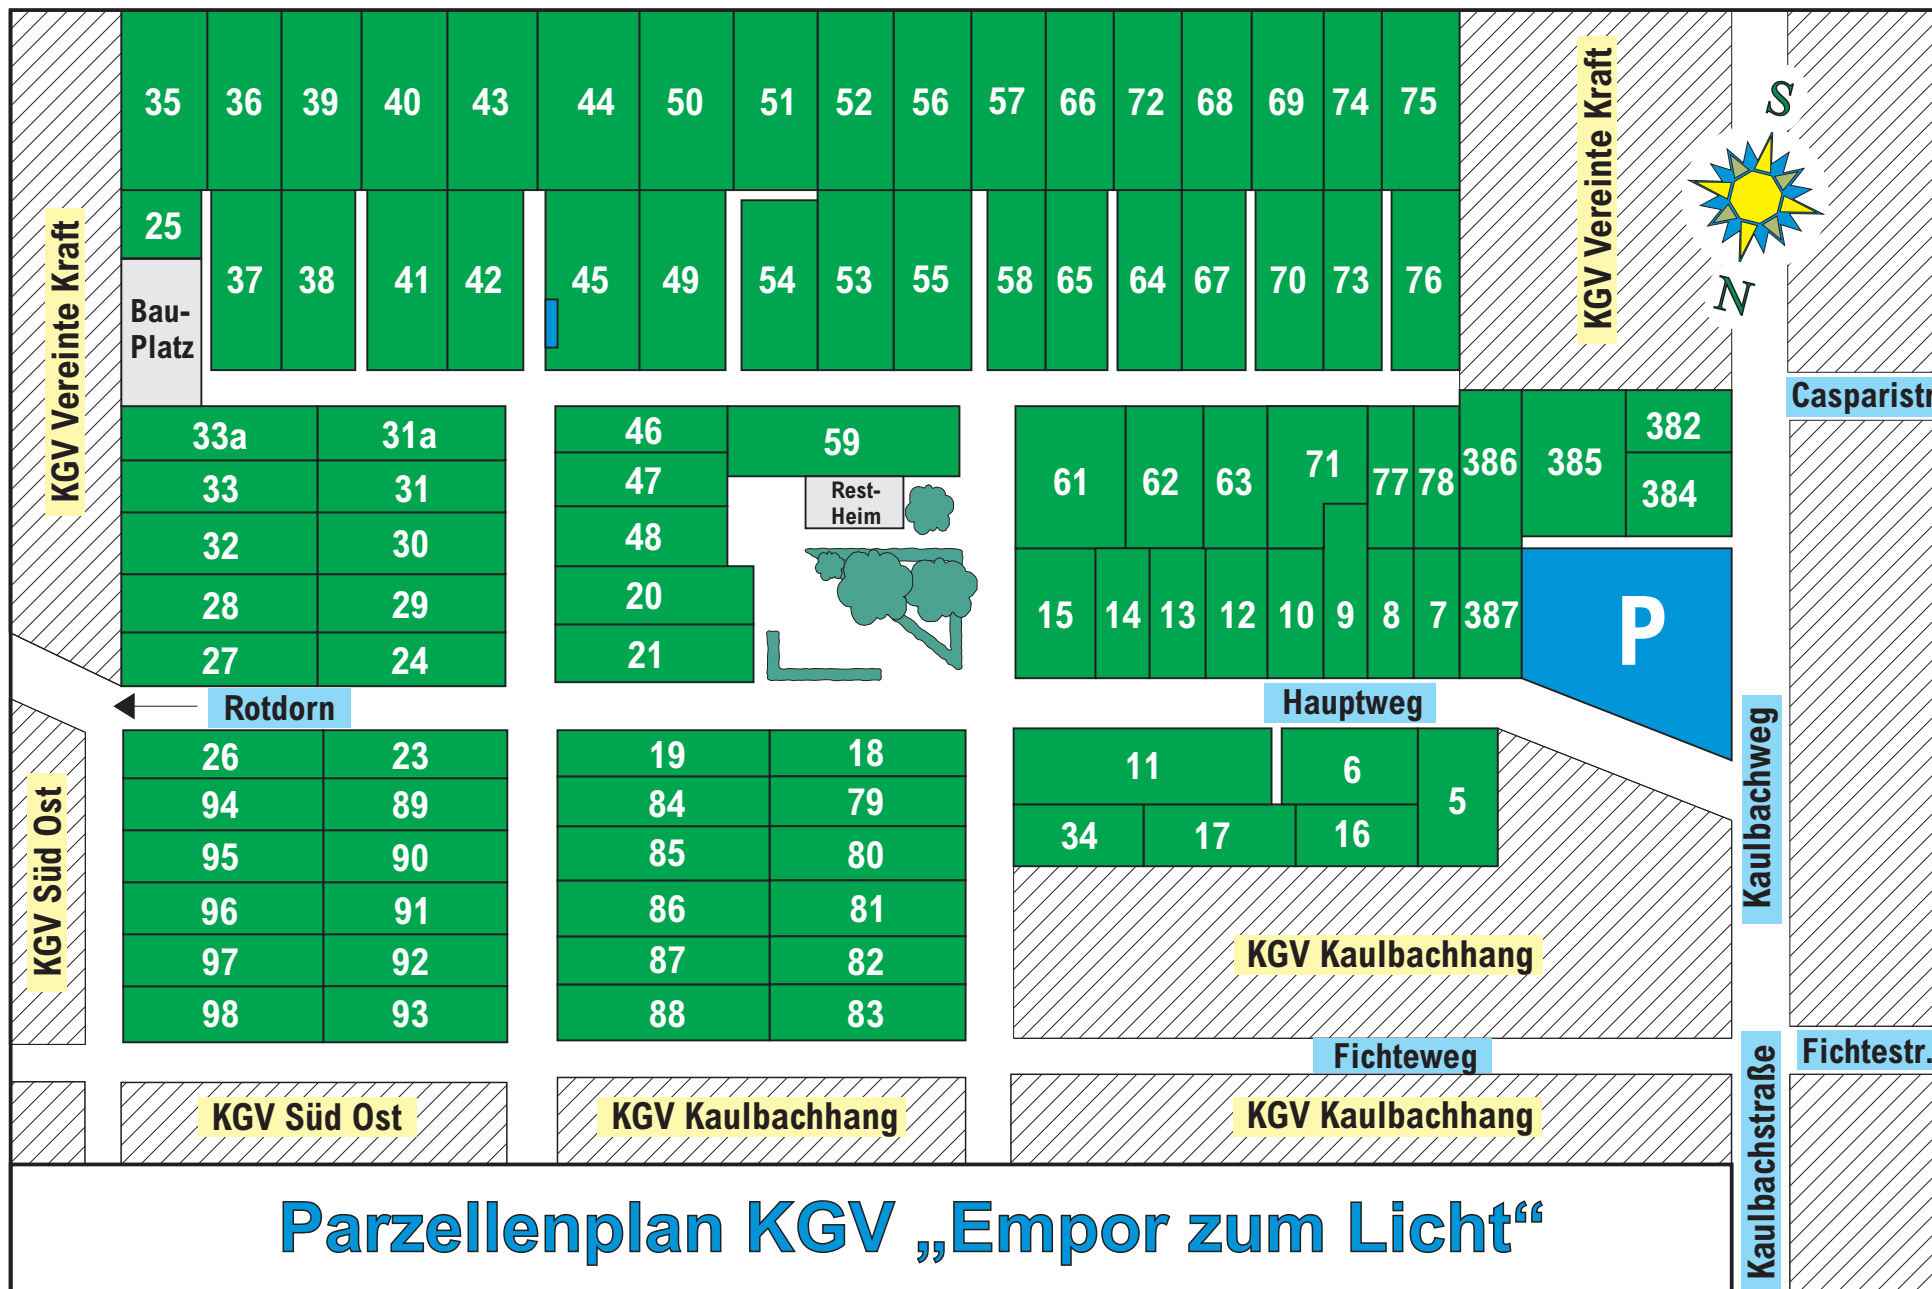 35 36 39 40 43 44 50 51 52 56 57 66 72 68 69 74 75
KGV Vereinte Kraft
S
25
37 38 41 42 45 49 54 53 55 58 65 64 67 70 73 76
N
KGV Vereinte Kraft
Bau-
Platz
Casparistr
33a 31a 46 59 382
33 31 47 61 62 63 71 77 78 386 385 384
Rest-
Heim
32 30 48
28 29 20 15 14 13 12 10 9 8 7 387 P
27 24 21
Rotdorn
Hauptweg
26 23 19 18 11 6 5
94 89 84 79
95 90 85 80 34 17 16
Kaulbachweg
KGV Süd Ost
96 91 86 81
97 92 87 82
KGV Kaulbachhang
98 93 88 83
Fichteweg
Fichtestr.
KGV Süd Ost
KGV Kaulbachhang
KGV Kaulbachhang
Kaulbachstraße
Parzellenplan KGV „Empor zum Licht“